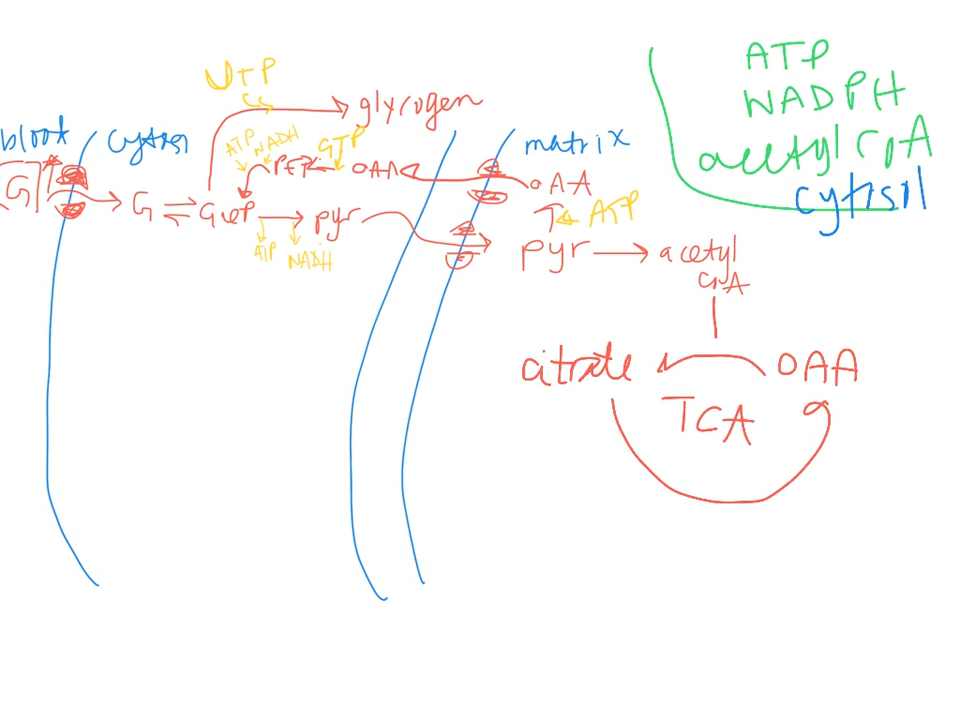 UTP
glycogen
blood
cytosol
matrix
ATP
NADPH
acetyl CoA
cytosol
ATP
NADH
GTP
PEP
OAA
OAA
G
G
G6P
pyr
ATP
NADH
ATP
pyr
acetyl
CoA
citrate
OAA
TCA